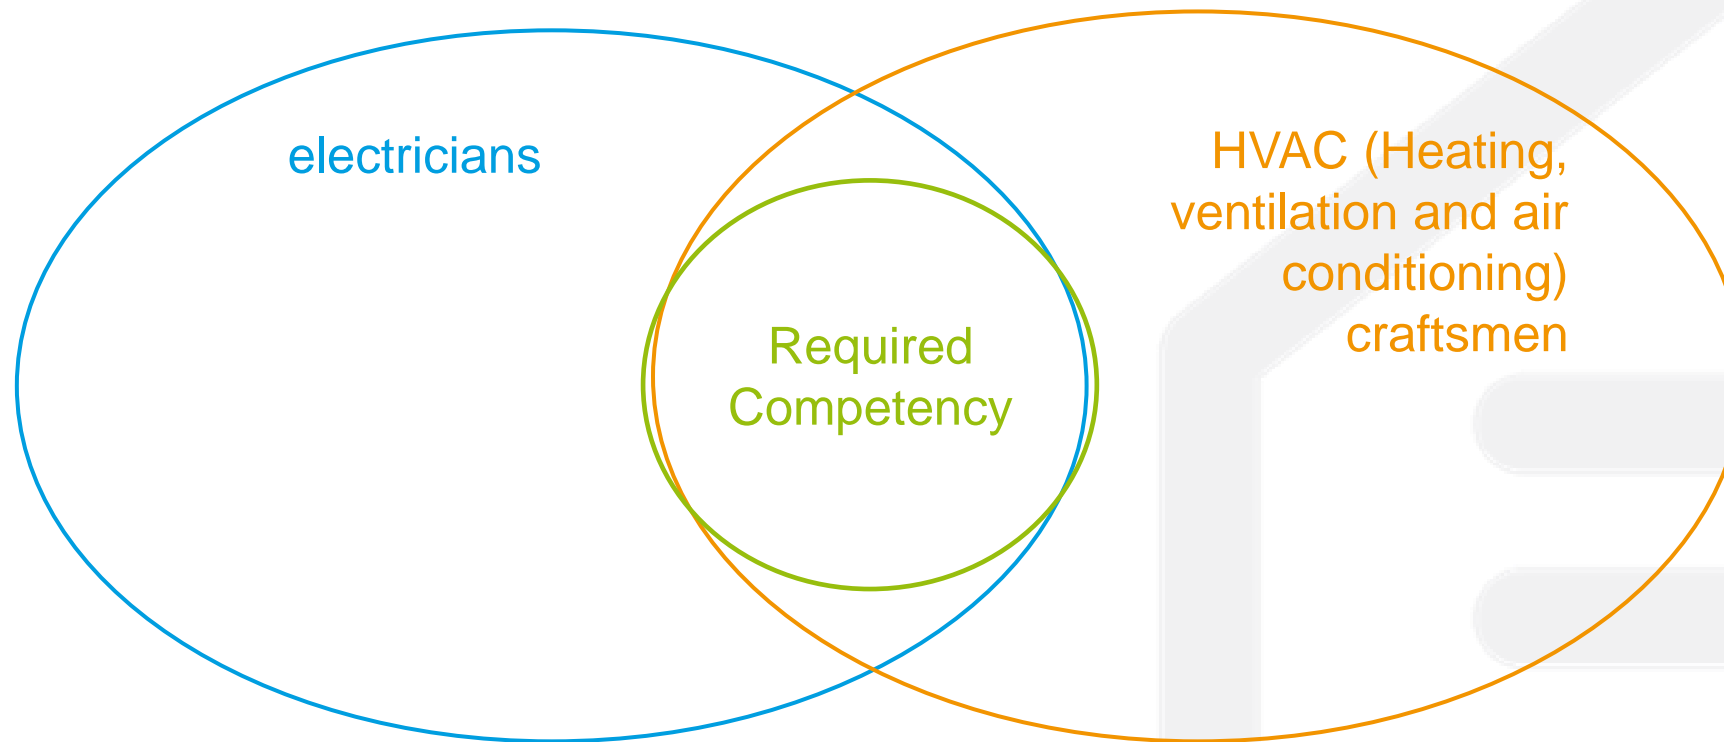 electricians
HVAC (Heating,
ventilation and air
conditioning)
craftsmen
Required
Competency